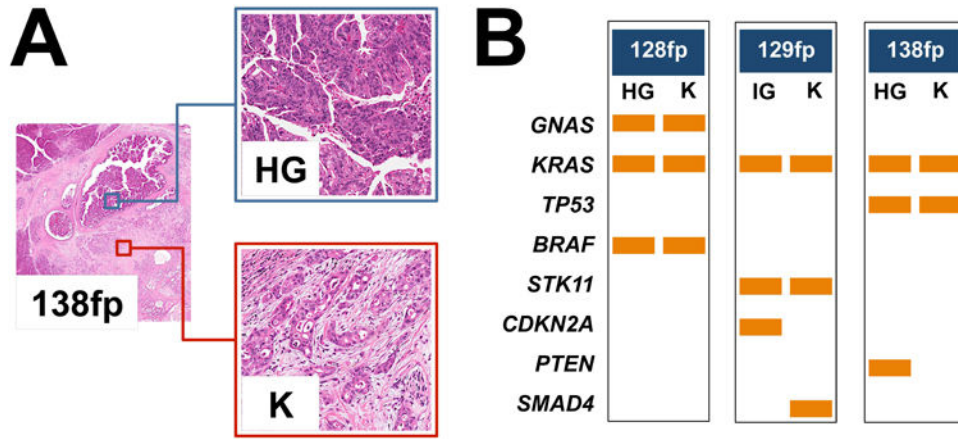 A
HG
138fp
K
B
128fp 129fp 138fp
HG K IG K HG K
GNAS
KRAS
TP53
BRAF
STK11
CDKN2A
PTEN
SMAD4